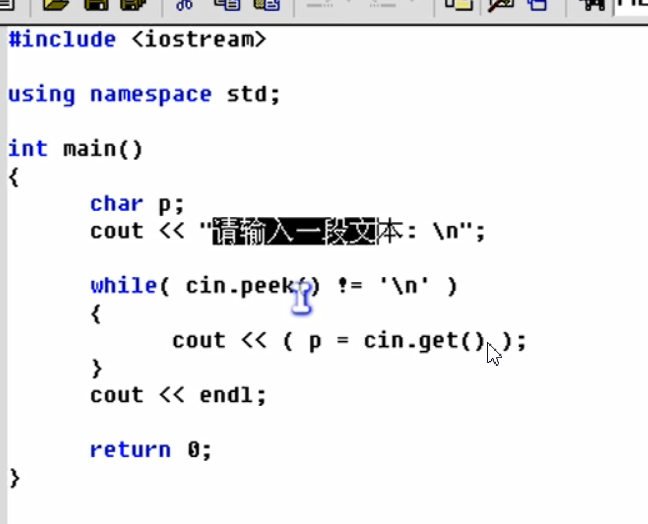 #include <iostream>
using namespace std;
int main()
{
char p;
cout << "请输入一段文本: \n";
while( cin.peek() != '\n' )
{
cout << ( p = cin.get() );
}
cout << endl;
return 0;
}